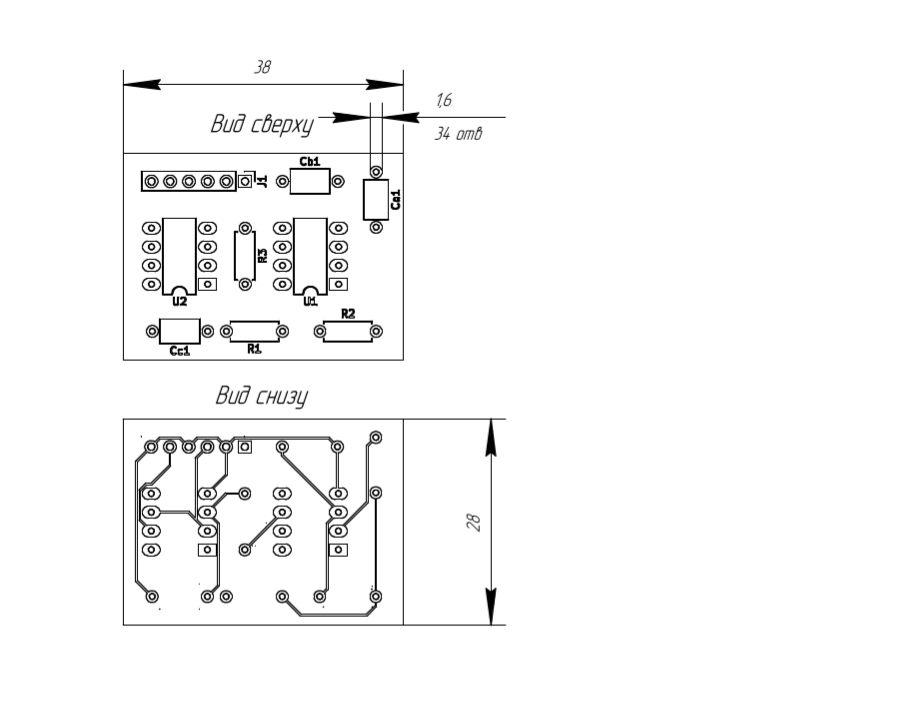 38
1,6
Вид сверху
34 отв
Cb1
J1
Ca1
R3
U2
U1
R2
Cc1
R1
Вид снизу
28